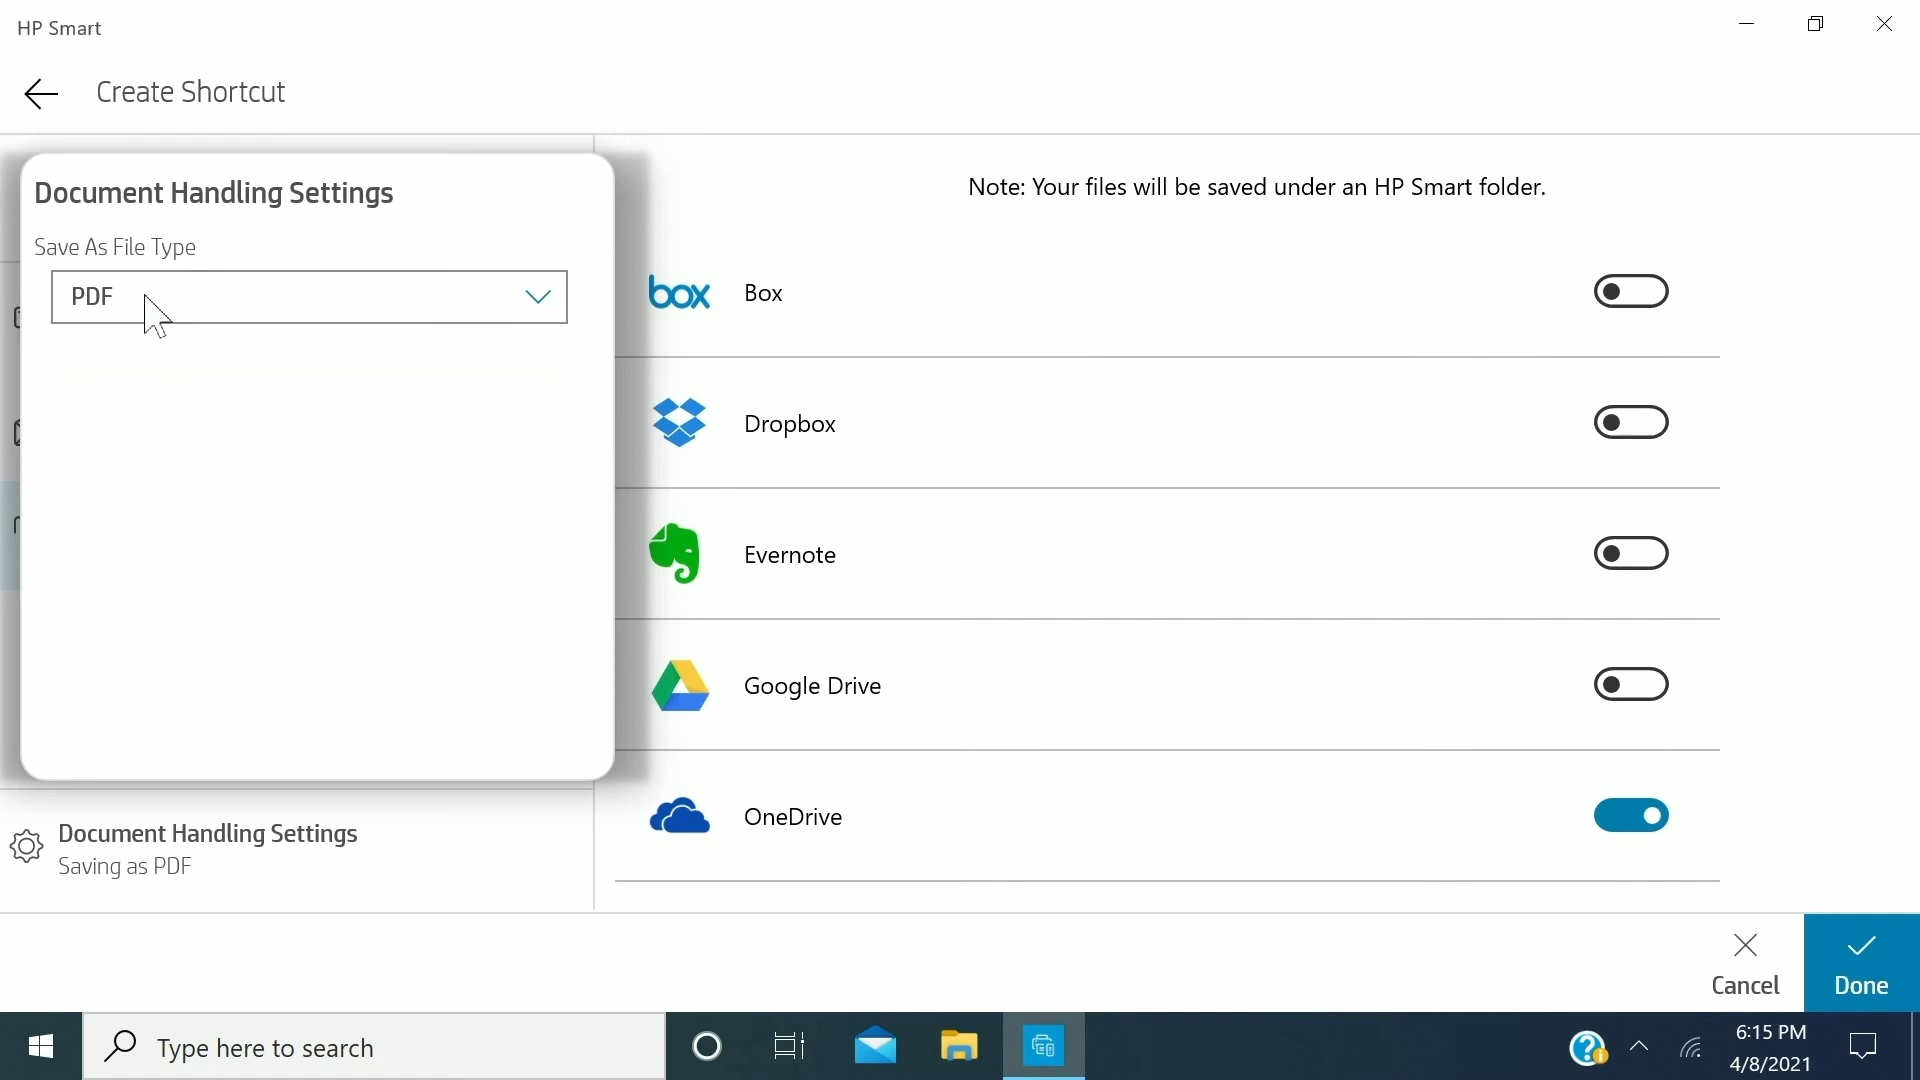 HP Smart
Create Shortcut
Document Handling Settings
Save As File Type
PDF
Note: Your files will be saved under an HP Smart folder.
box
Box
Dropbox
Evernote
Google Drive
OneDrive
Document Handling Settings
Saving as PDF
Cancel
Done
Type here to search
6:15 PM
4/8/2021